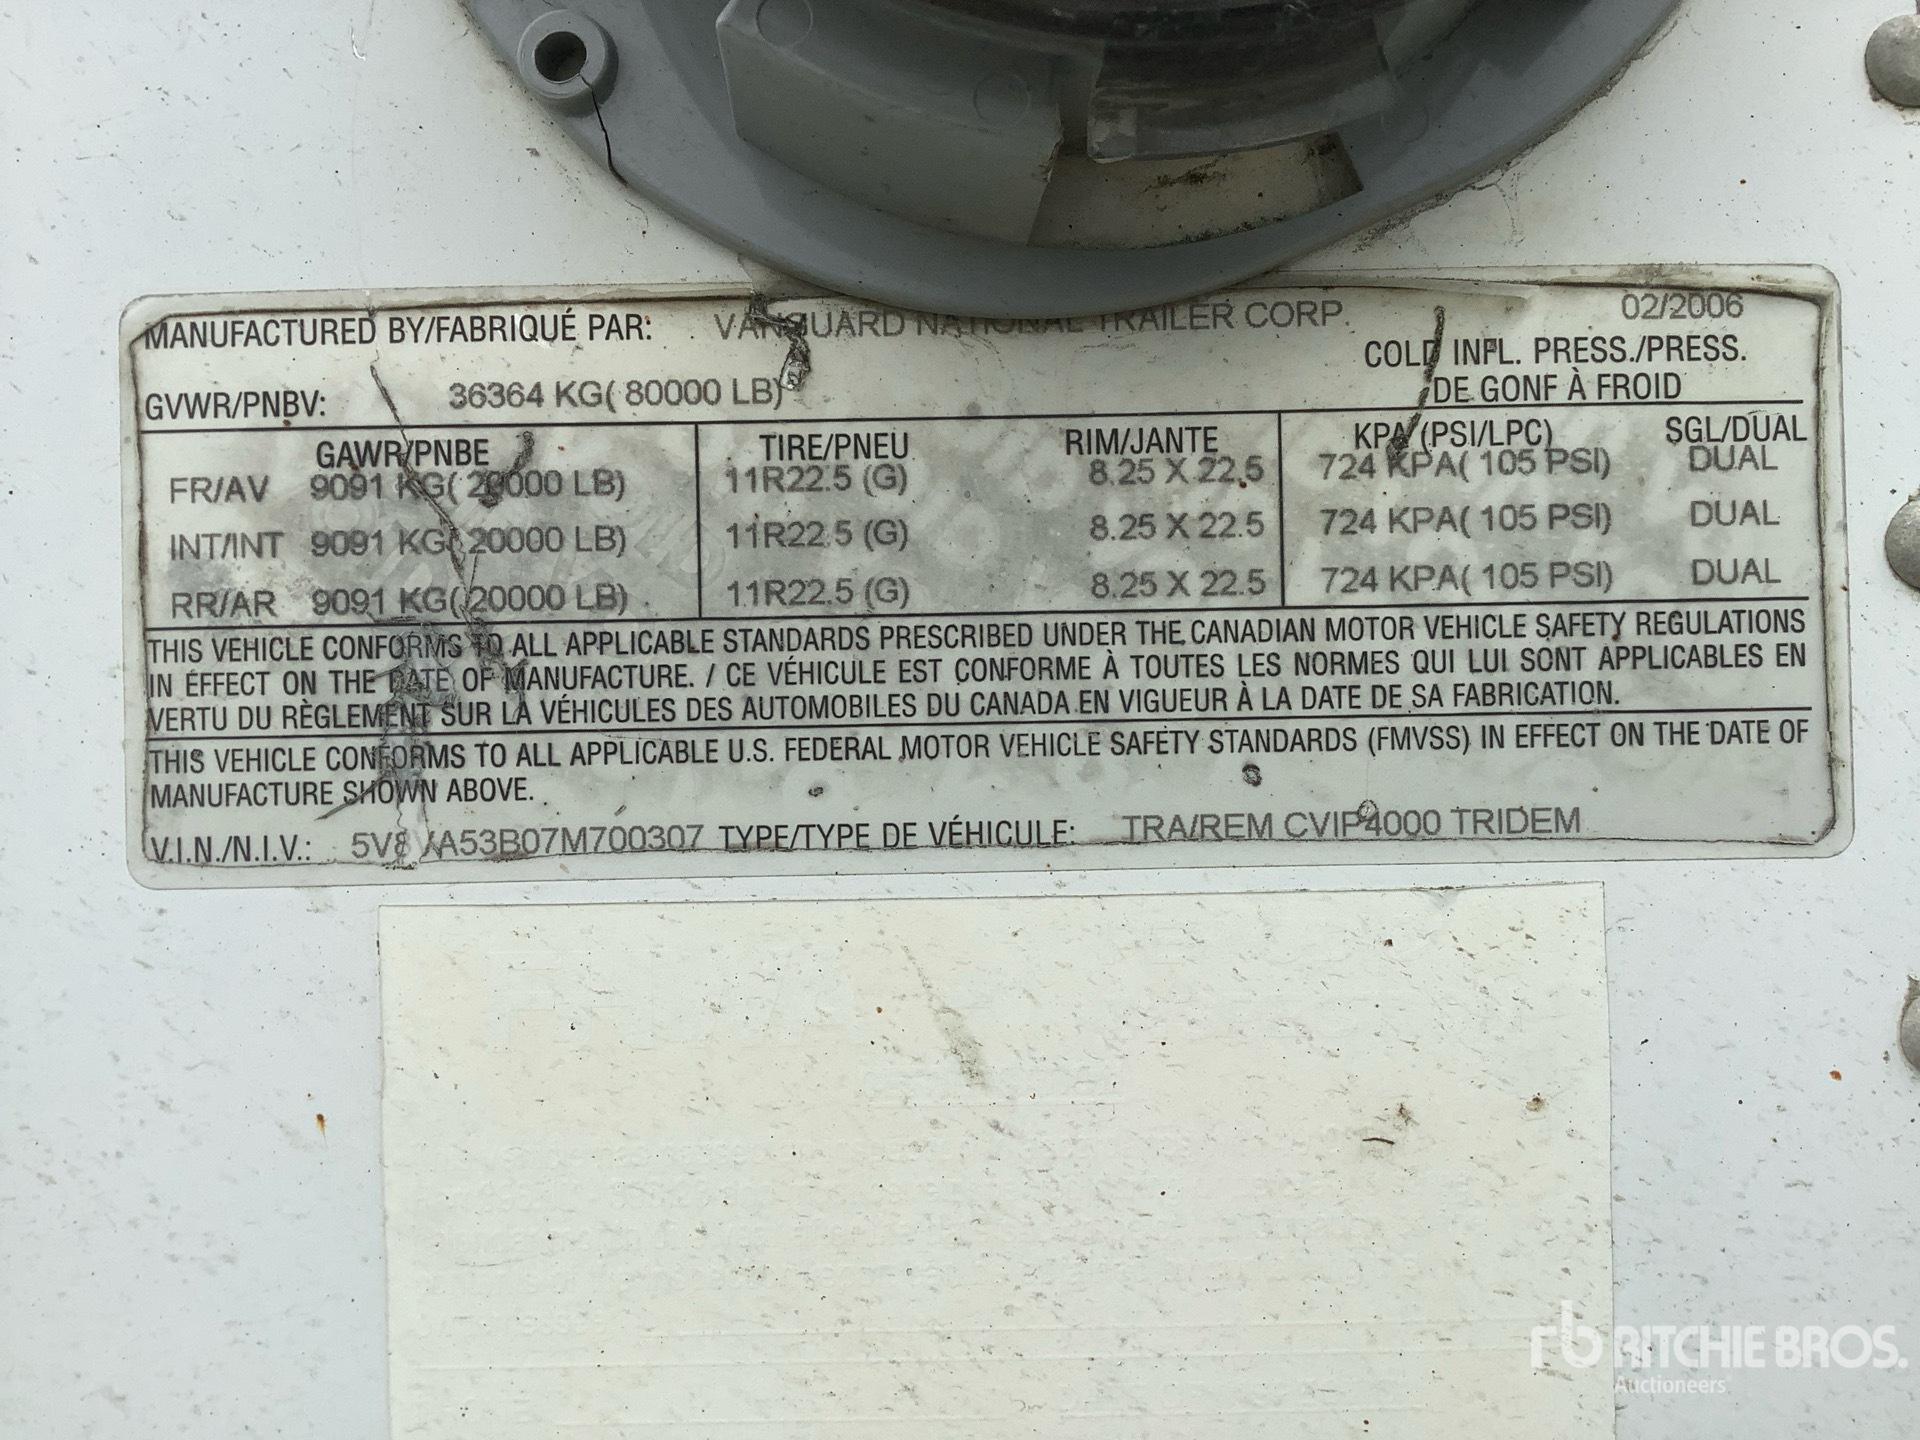 MANUFACTURED BY/FABRIQUÉ PAR: VANGUARD NATIONAL TRAILER CORP. 02/2006
COLD INFL. PRESS./PRESS.
GVWR/PNBV: 36364 KG( 80000 LB) DE GONF À FROID
GAWR/PNBE TIRE/PNEU RIM/JANTE KPA (PSI/LPC) SGL/DUAL
FR/AV 9091 KG( 20000 LB) 11R22.5 (G) 8.25 X 22.5 724 KPA( 105 PSI) DUAL
INT/INT 9091 KG( 20000 LB) 11R22.5 (G) 8.25 X 22.5 724 KPA( 105 PSI) DUAL
RR/AR 9091 KG( 20000 LB) 11R22.5 (G) 8.25 X 22.5 724 KPA( 105 PSI) DUAL
THIS VEHICLE CONFORMS TO ALL APPLICABLE STANDARDS PRESCRIBED UNDER THE CANADIAN MOTOR VEHICLE SAFETY REGULATIONS
IN EFFECT ON THE DATE OF MANUFACTURE. / CE VÉHICULE EST CONFORME À TOUTES LES NORMES QUI LUI SONT APPLICABLES EN
VERTU DU RÈGLEMENT SUR LA VÉHICULES DES AUTOMOBILES DU CANADA EN VIGUEUR À LA DATE DE SA FABRICATION.
THIS VEHICLE CONFORMS TO ALL APPLICABLE U.S. FEDERAL MOTOR VEHICLE SAFETY STANDARDS (FMVSS) IN EFFECT ON THE DATE OF
MANUFACTURE SHOWN ABOVE.
V.I.N./N.I.V.: TYPE/TYPE DE VÉHICULE: TRA/REM CVIP4000 TRIDEM
rb RITCHIE BROS.
Auctioneers